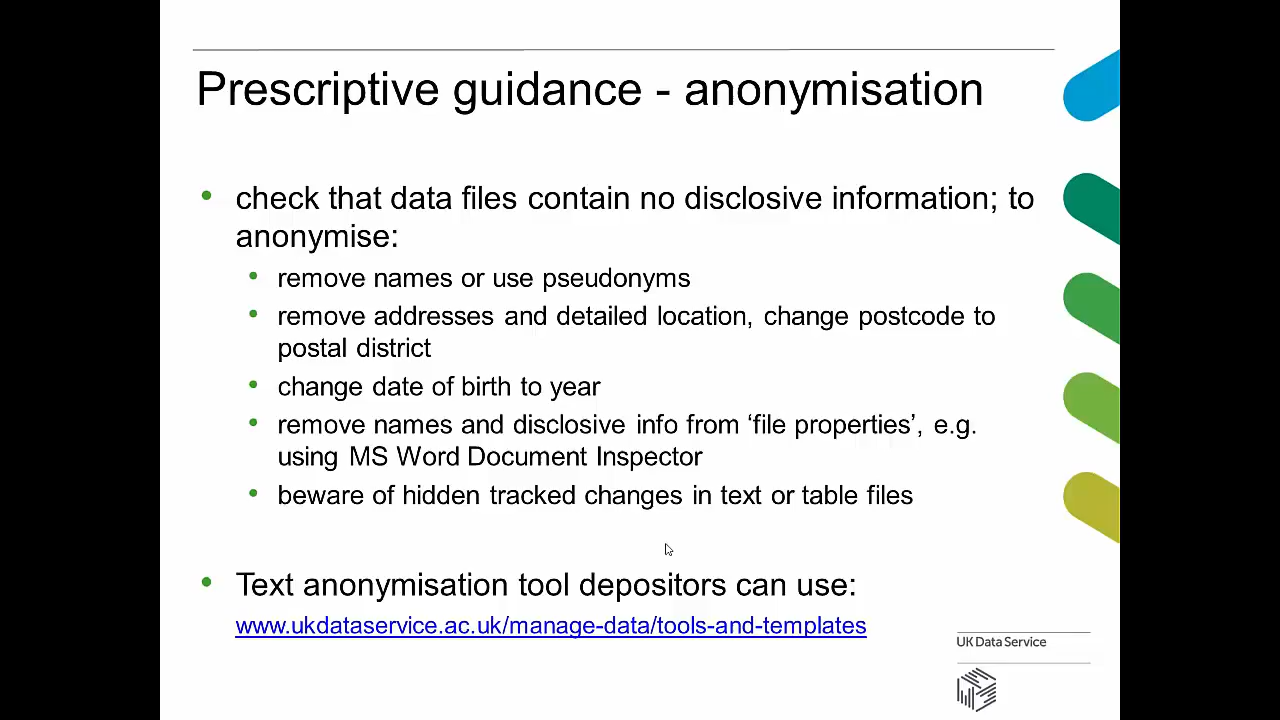 Prescriptive guidance - anonymisation
• check that data files contain no disclosive information; to
anonymise:
• remove names or use pseudonyms
• remove addresses and detailed location, change postcode to
postal district
• change date of birth to year
• remove names and disclosive info from ‘file properties’, e.g.
using MS Word Document Inspector
• beware of hidden tracked changes in text or table files
• Text anonymisation tool depositors can use:
www.ukdataservice.ac.uk/manage-data/tools-and-templates
UK Data Service